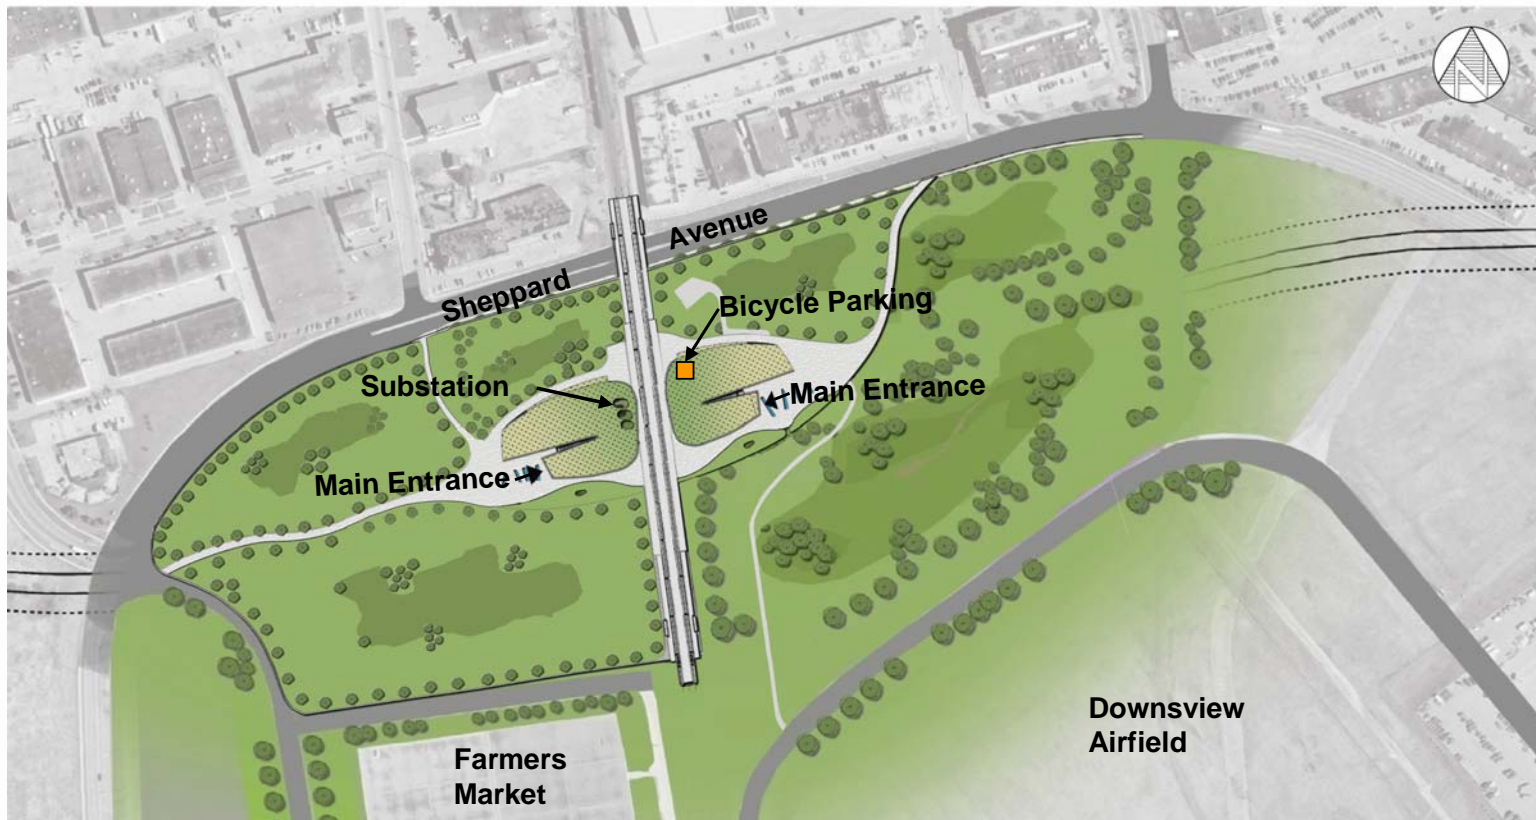 N
Sheppard Avenue
Bicycle Parking
Substation
Main Entrance
Main Entrance
Downsview
Airfield
Farmers
Market